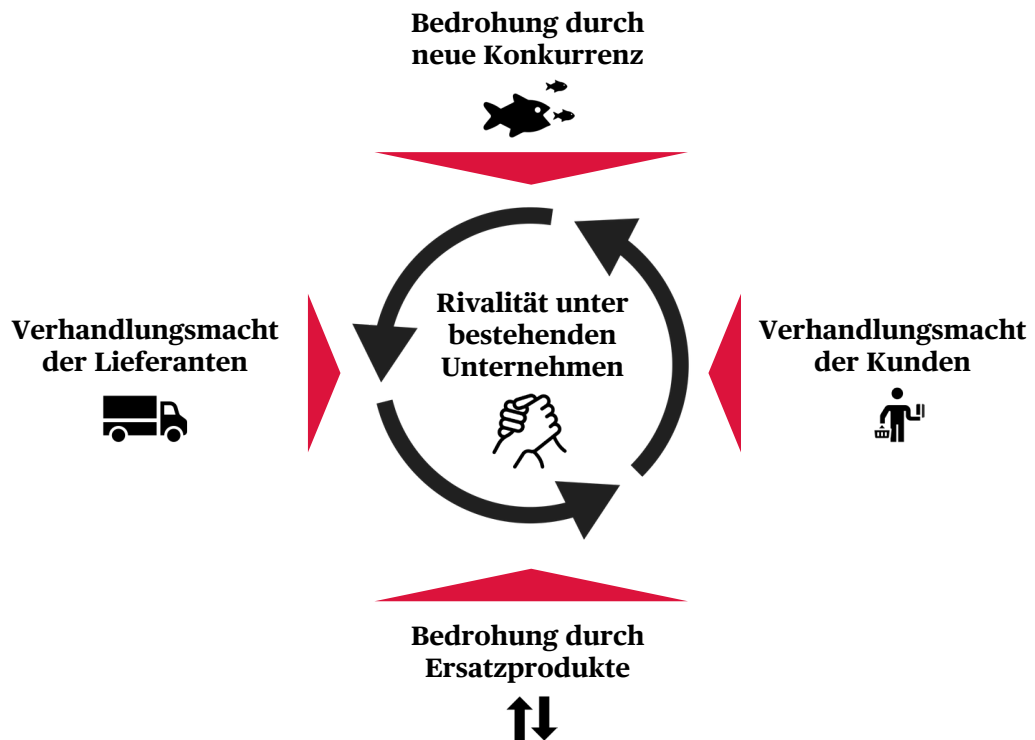 Bedrohung durch
neue Konkurrenz
Verhandlungsmacht
der Lieferanten
Rivalität unter
bestehenden
Unternehmen
Verhandlungsmacht
der Kunden
Bedrohung durch
Ersatzprodukte